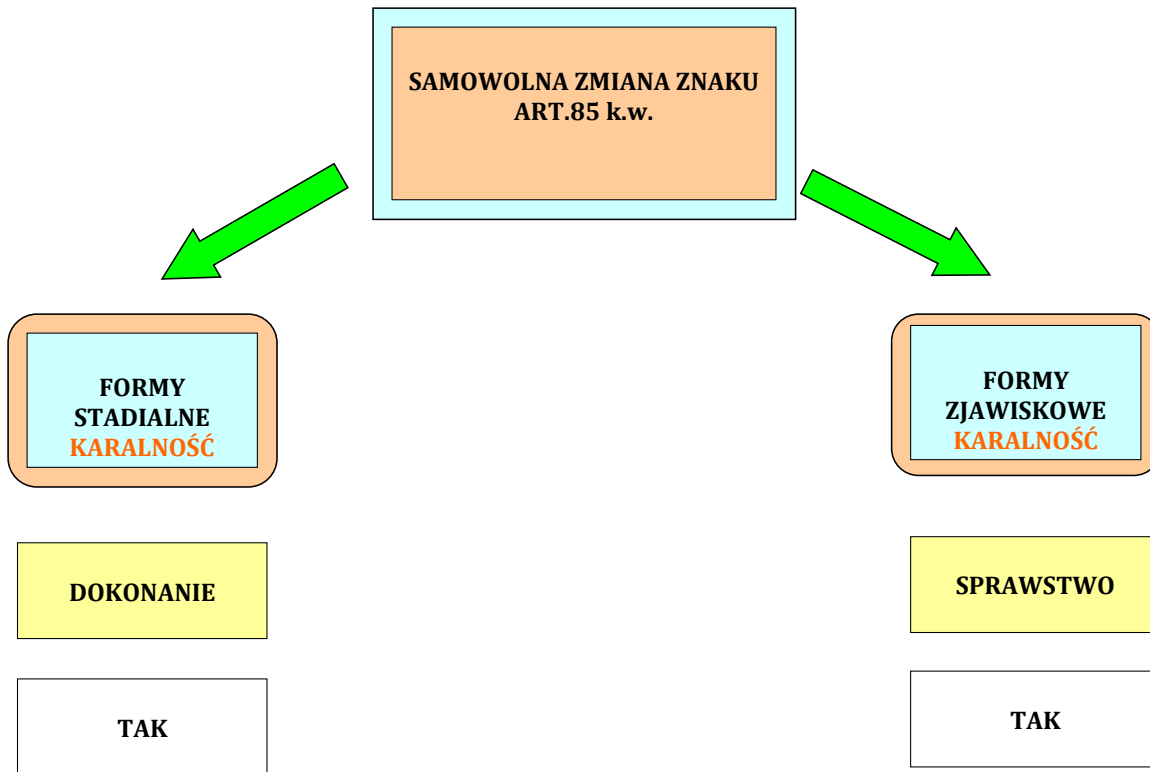 SAMOWOLNA ZMIANA ZNAKU
ART.85 k.w.
FORMY
STADIALNE
KARALNOŚĆ
FORMY
ZJAWISKOWE
KARALNOŚĆ
DOKONANIE
SPRAWSTWO
TAK
TAK